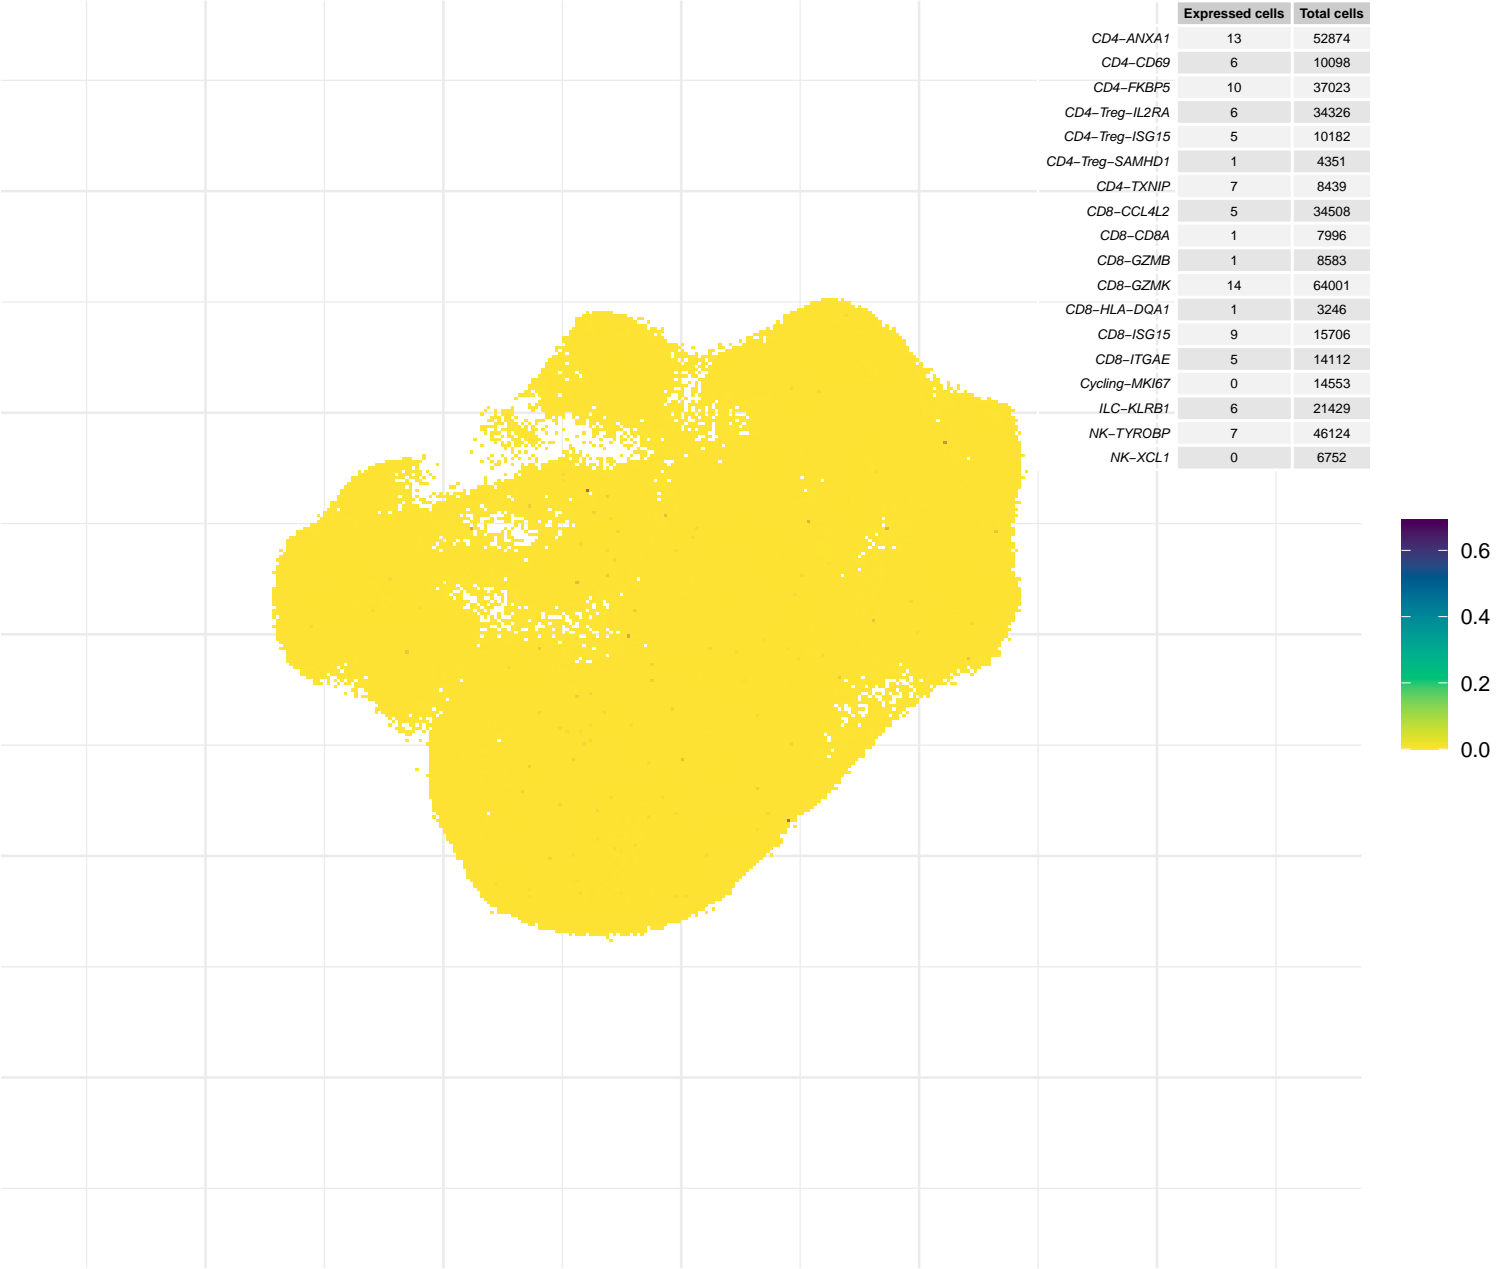 Expressed cells Total cells
CD4−ANXA1 13 52874
CD4−CD69 6 10098
CD4−FKBP5 10 37023
CD4−Treg−IL2RA 6 34326
CD4−Treg−ISG15 5 10182
CD4−Treg−SAMHD1 1 4351
CD4−TXNIP 7 8439
CD8−CCL4L2 5 34508
CD8−CD8A 1 7996
CD8−GZMB 1 8583
CD8−GZMK 14 64001
CD8−HLA−DQA1 1 3246
CD8−ISG15 9 15706
CD8−ITGAE 5 14112
Cycling−MKI67 0 14553
ILC−KLRB1 6 21429
NK−TYROBP 7 46124
NK−XCL1 0 6752
0.6
0.4
0.2
0.0